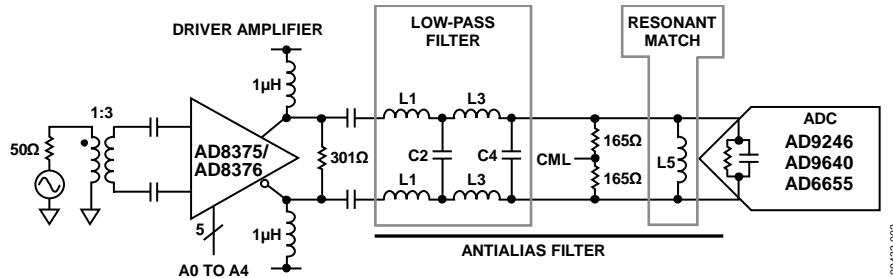 LOW-PASS
FILTER
RESONANT
MATCH
DRIVER AMPLIFIER
1µH
L1
L3
1:3
ADC
AD9246
AD9640
AD6655
50Ω
AD8375/
AD8376
301Ω
C2
C4
CML
165Ω
165Ω
L5
L1
L3
5
1µH
A0 TO A4
ANTIALIAS FILTER